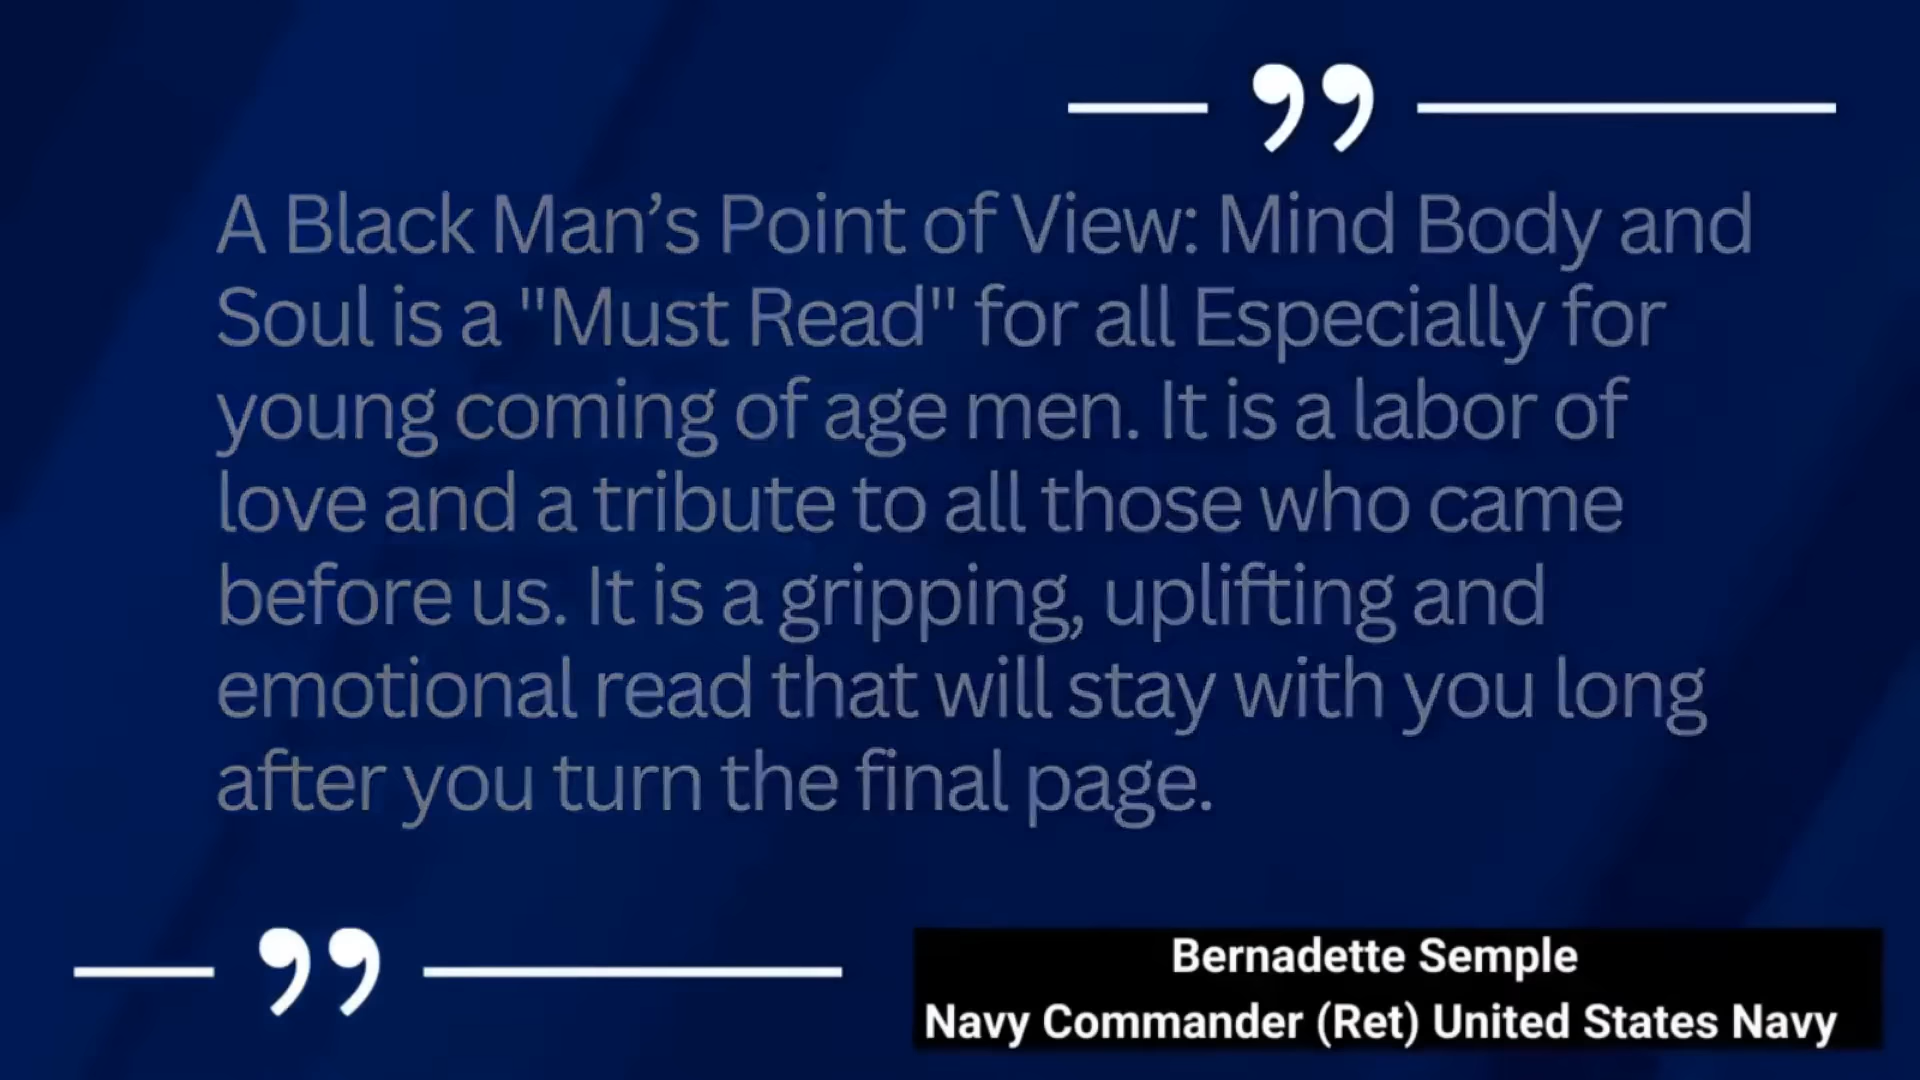 ”
A Black Man’s Point of View: Mind Body and
Soul is a "Must Read" for all Especially for
young coming of age men. It is a labor of
love and a tribute to all those who came
before us. It is a gripping, uplifting and
emotional read that will stay with you long
after you turn the final page.
”
Bernadette Semple
Navy Commander (Ret) United States Navy